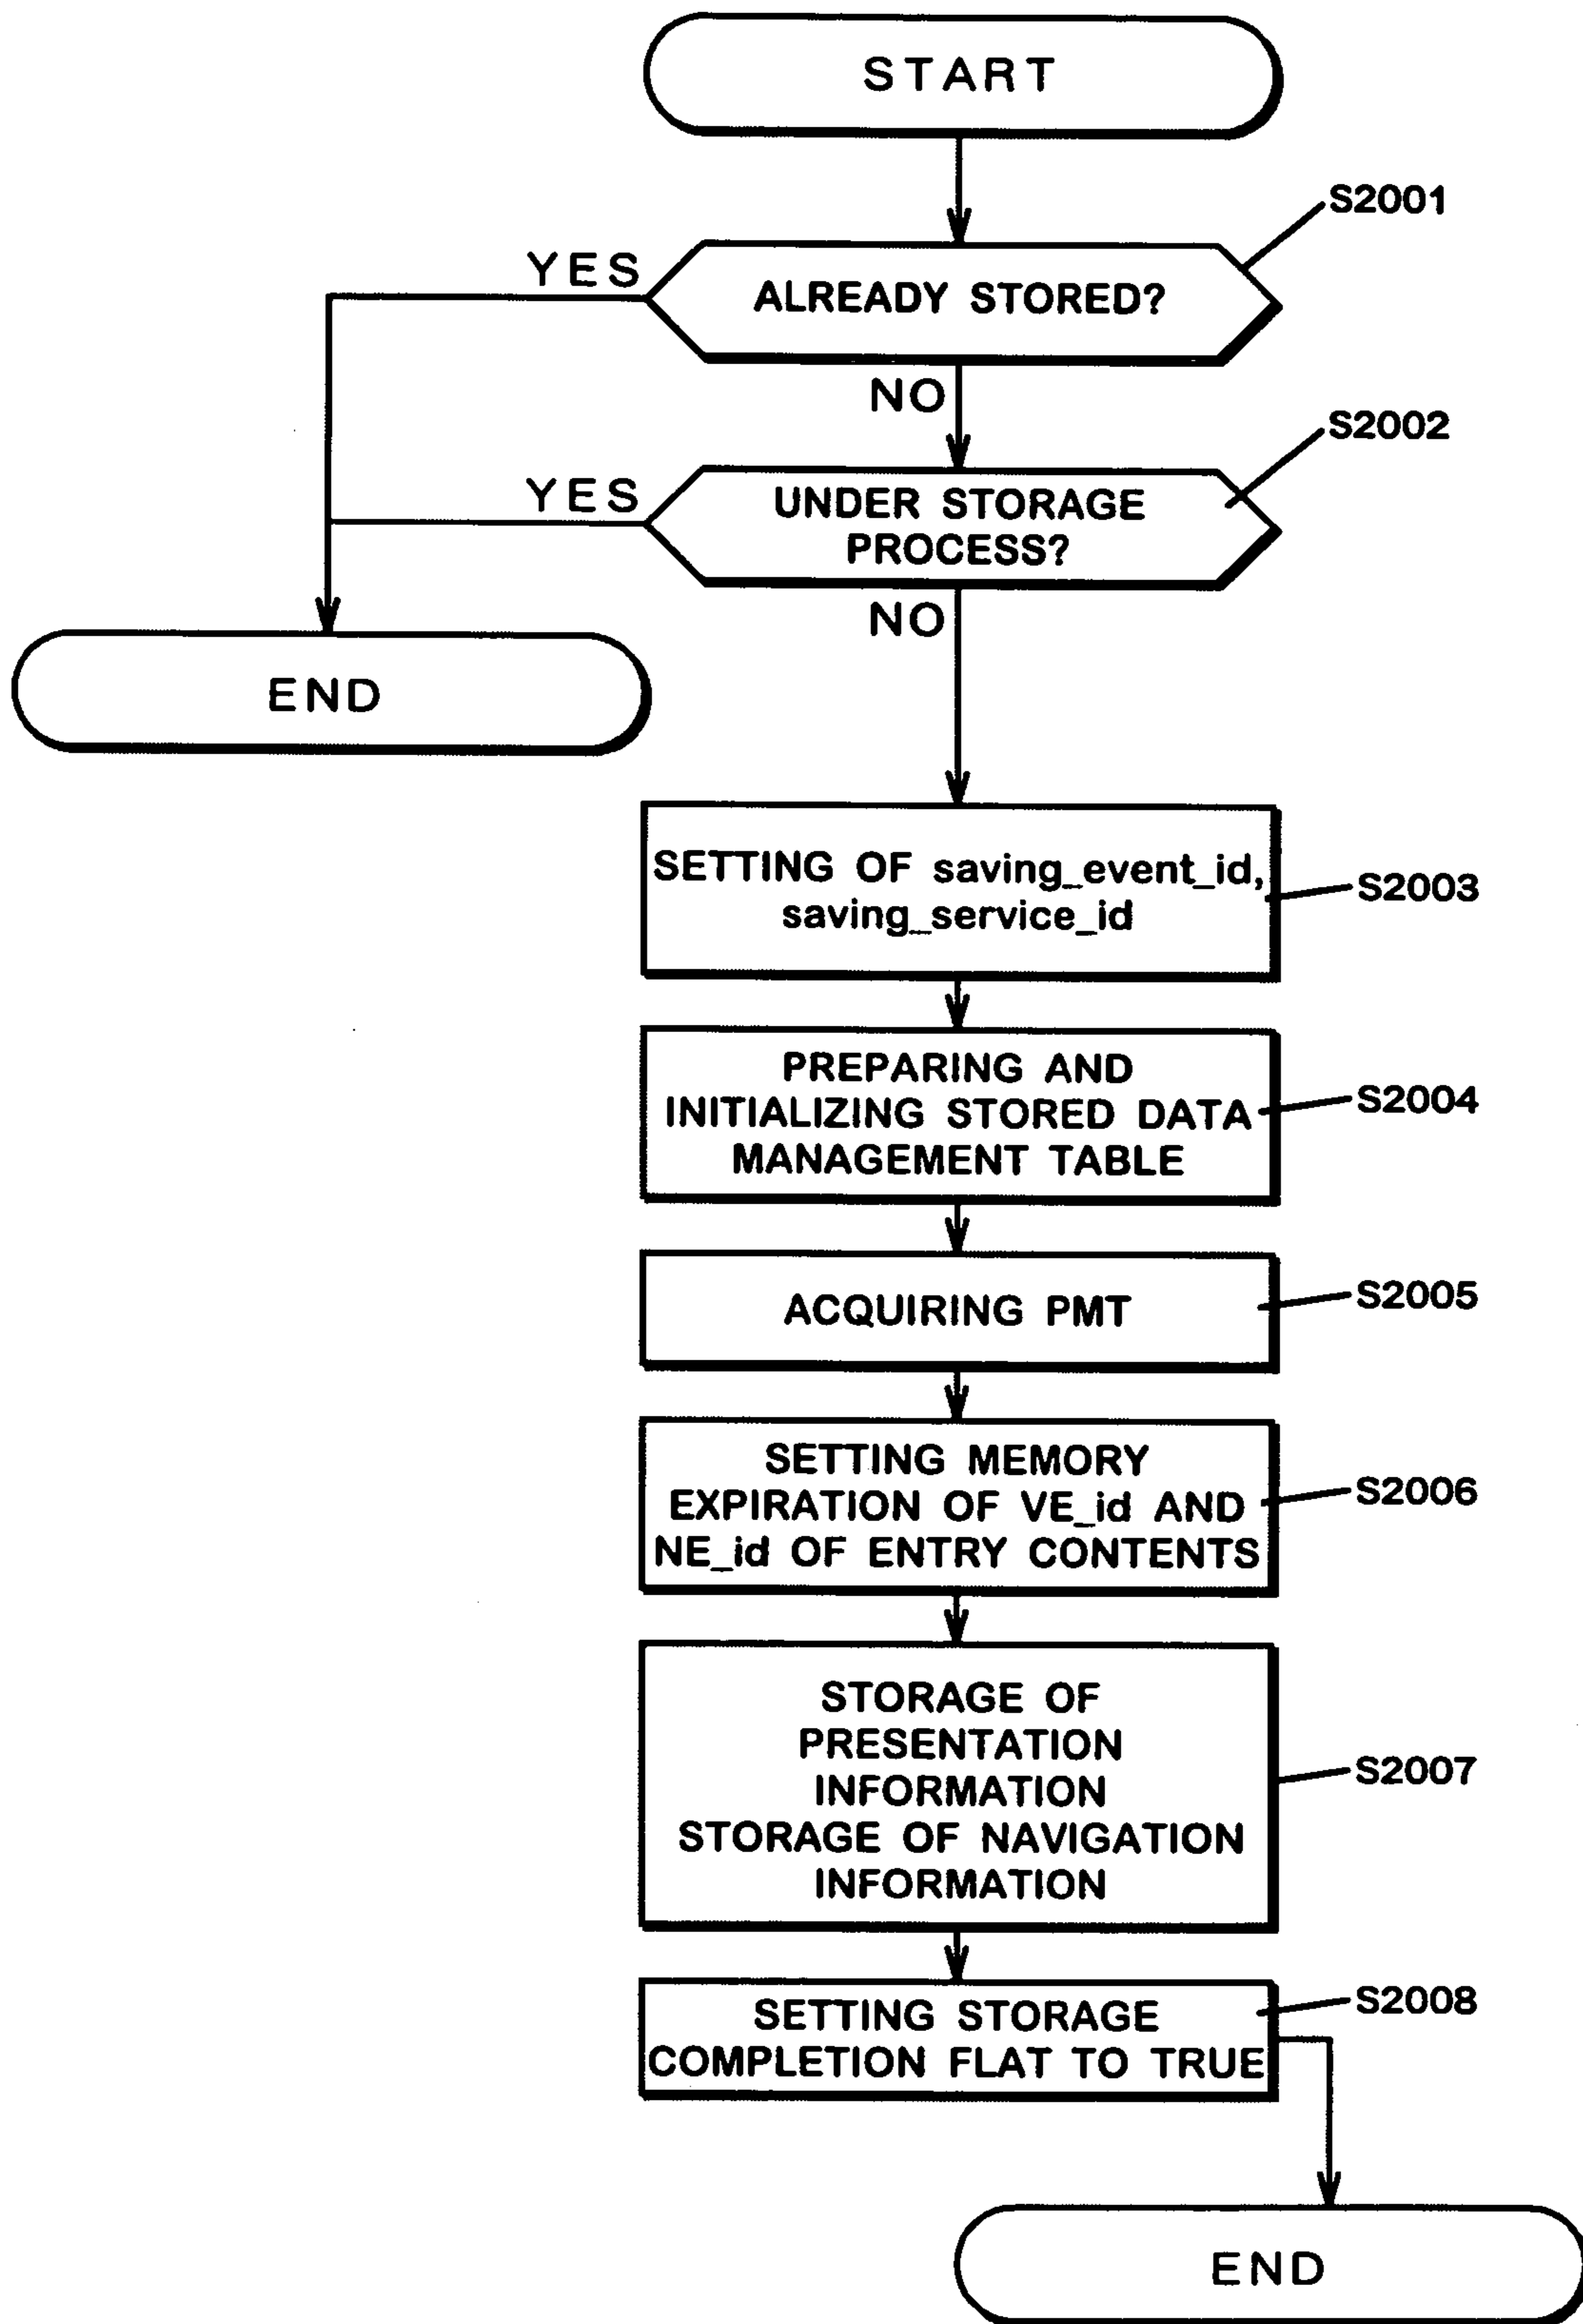 START
S2001
YES
ALREADY STORED?
NO
S2002
YES
UNDER STORAGE
PROCESS?
NO
END
SETTING OF saving_event_id,
saving_service_id
S2003
PREPARING AND
INITIALIZING STORED DATA
MANAGEMENT TABLE
S2004
ACQUIRING PMT
S2005
SETTING MEMORY
EXPIRATION OF VE_id AND
NE_id OF ENTRY CONTENTS
S2006
STORAGE OF
PRESENTATION
INFORMATION
STORAGE OF NAVIGATION
INFORMATION
S2007
SETTING STORAGE
COMPLETION FLAT TO TRUE
S2008
END